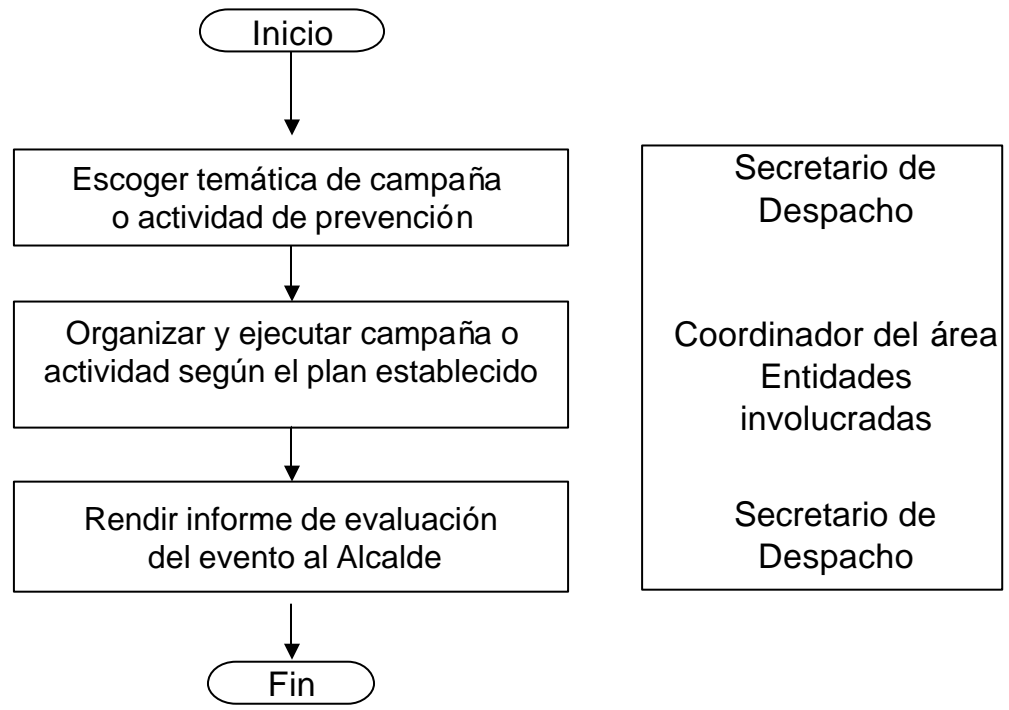 Inicio
Escoger temática de campaña
o actividad de prevención
Secretario de
Despacho
Organizar y ejecutar campaña o
actividad según el plan establecido
Coordinador del área
Entidades
involucradas
Rendir informe de evaluación
del evento al Alcalde
Secretario de
Despacho
Fin